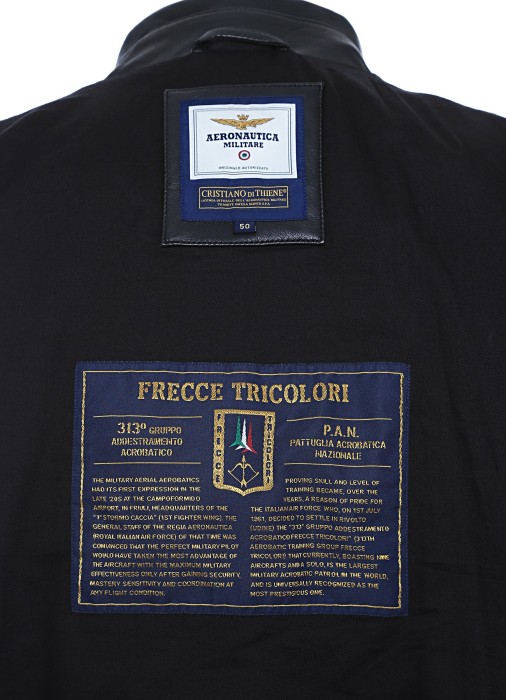 AERONAUTICA
MILITARE
ORIGINALE AUTORIZZATO
CRISTIANO DI THIENE®
50
FRECCE TRICOLORI
313º GRUPPO
ADDESTRAMENTO
ACROBATICO
FRECCE
TRICOLORI
P.A.N.
PATTUGLIA ACROBATICA
NAZIONALE
THE MILITARY AERIAL AEROBATICS
HAD ITS FIRST EXPRESSION IN THE
LATE '20S AT THE CAMPOFORMIDO
AIRPORT, IN FRIULI, HEADQUARTERS OF THE
"1° STORMO CACCIA" (1ST FIGHTER WING). THE
GENERAL STAFF OF THE REGIA AERONAUTICA
(ROYAL ITALIAN AIR FORCE) OF THAT TIME WAS
CONVINCED THAT THE PERFECT MILITARY PILOT
WOULD HAVE TAKEN THE MOST ADVANTAGE OF
THE AIRCRAFT WITH THE MAXIMUM MILITARY
EFFECTIVENESS ONLY AFTER GAINING SECURITY,
MASTERY SENSITIVITY AND COORDINATION AT
ANY FLIGHT CONDITION.
PROVING SKILL AND LEVEL OF
TRAINING BECAME, OVER THE
YEARS, A REASON OF PRIDE FOR
THE ITALIAN AIR FORCE WHO, ON 1ST JULY
1961, DECIDED TO SETTLE IN RIVOLTO
(UDINE) THE "313° GRUPPO ADDESTRAMENTO
ACROBATICO FRECCE TRICOLORI" (313TH
AEROBATIC TRAINING GROUP FRECCE
TRICOLORI) THAT CURRENTLY, BOASTING NINE
AIRCRAFTS AND A SOLO, IS THE LARGEST
MILITARY ACROBATIC PATROL IN THE WORLD,
AND IS UNIVERSALLY RECOGNIZED AS THE
MOST PRESTIGIOUS ONE.